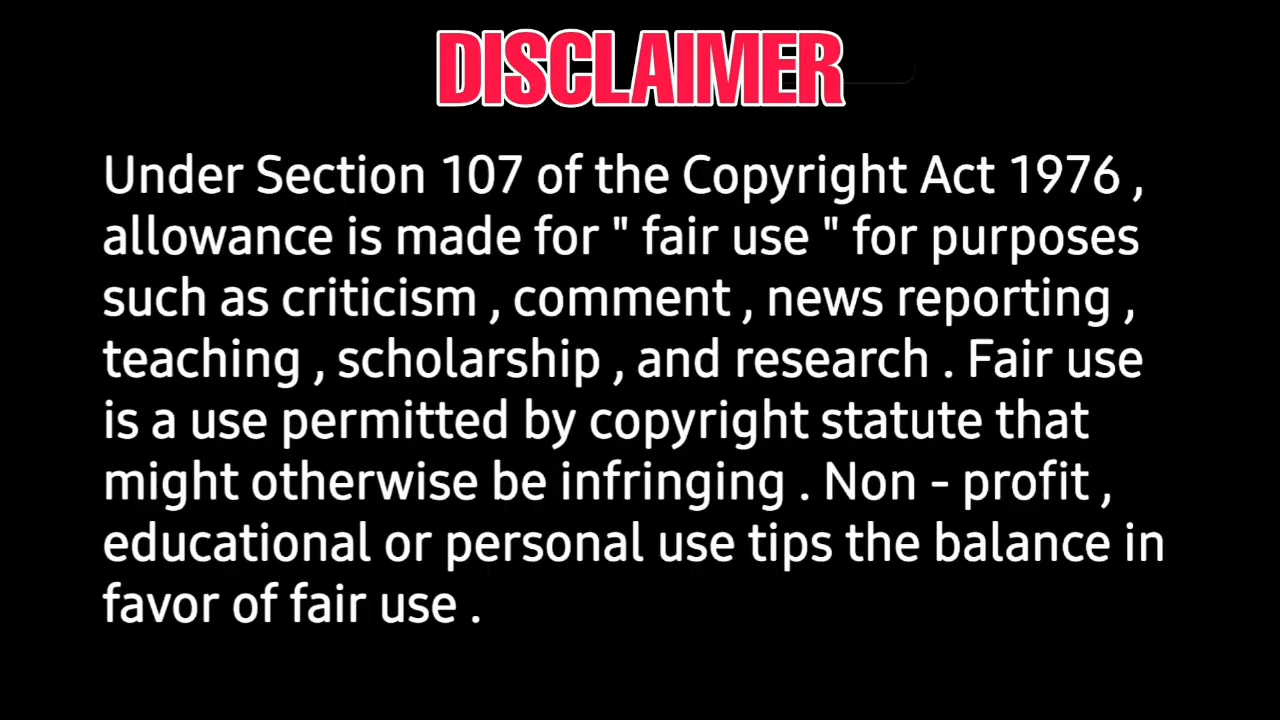 DISCLAIMER
Under Section 107 of the Copyright Act 1976 ,
allowance is made for " fair use " for purposes
such as criticism , comment , news reporting ,
teaching , scholarship , and research . Fair use
is a use permitted by copyright statute that
might otherwise be infringing . Non - profit ,
educational or personal use tips the balance in
favor of fair use .